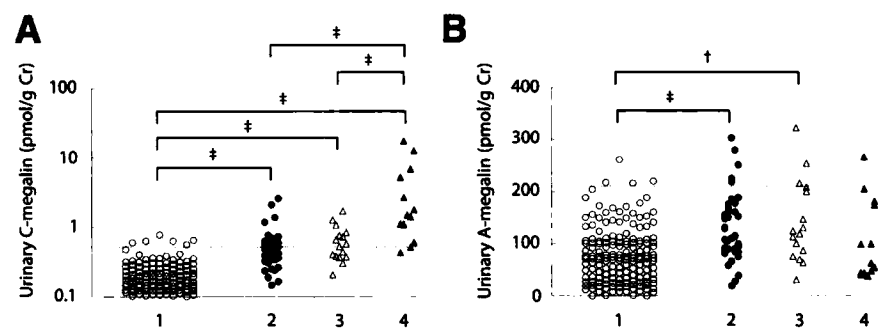 A
B
Urinary C-megalin (pmol/g Cr)
100
10
1
0.1
‡
‡
‡
‡
‡
1 2 3 4
Urinary A-megalin (pmol/g Cr)
400
300
200
100
0
†
‡
1 2 3 4